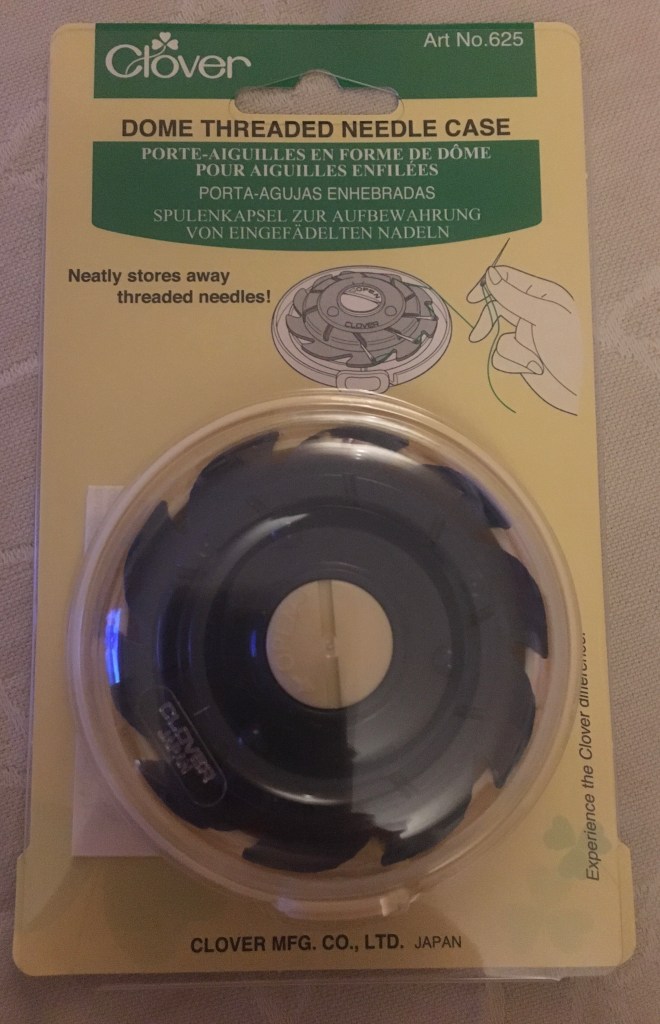 Clover
Art No.625
DOME THREADED NEEDLE CASE
PORTE-AIGUILLES EN FORME DE DÔME
POUR AIGUILLES ENFILÉES
PORTA-AGUJAS ENHEBRADAS
SPULENKAPSEL ZUR AUFBEWAHRUNG
VON EINGEFÄDELTEN NADELN
Neatly stores away
threaded needles!
OPEN
CLOVER
CLOVER
Experience the Clover difference.
CLOVER MFG. CO., LTD. JAPAN